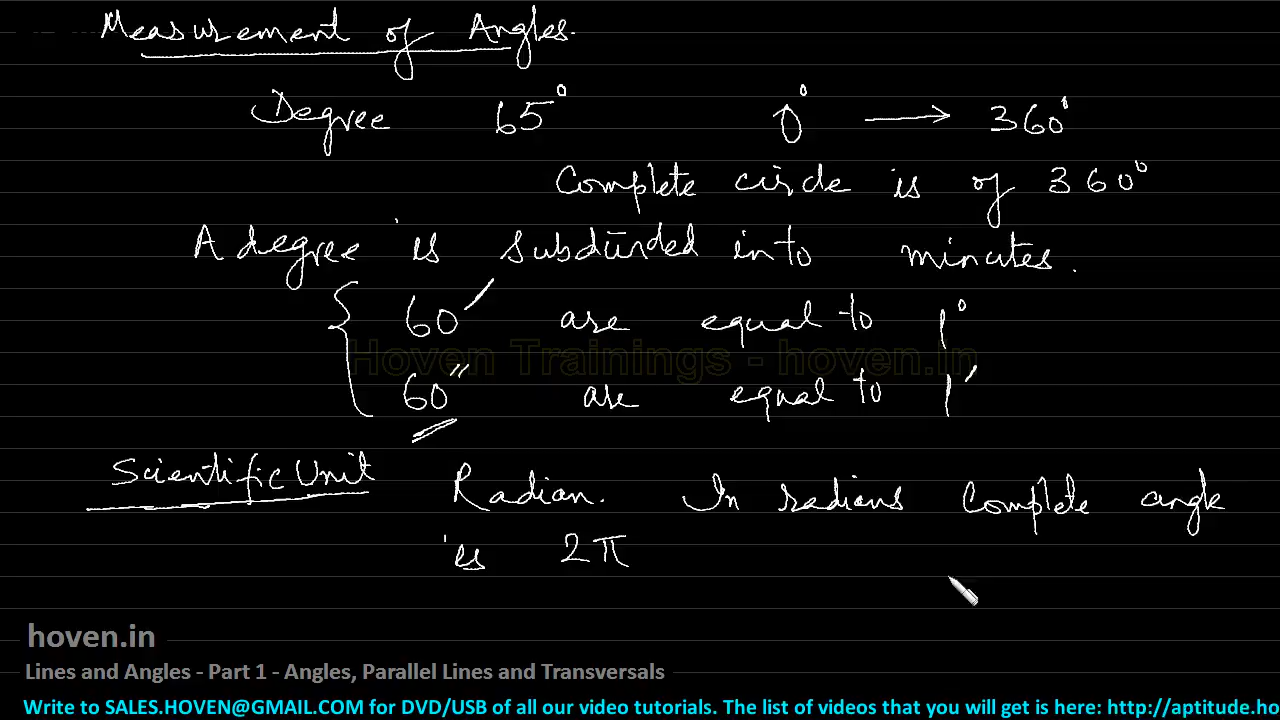 Measurement of Angles.
Degree 65° 0° → 360°
Complete circle is of 360°
A degree is subdivided into minutes.
60′ are equal to 1°
Hoven Trainings - hoven.in
60″ are equal to 1′
Scientific Unit Radian. In radians complete angle
is 2π
hoven.in
Lines and Angles - Part 1 - Angles, Parallel Lines and Transversals
Write to SALES.HOVEN@GMAIL.COM for DVD/USB of all our video tutorials. The list of videos that you will get is here: http://aptitude.ho